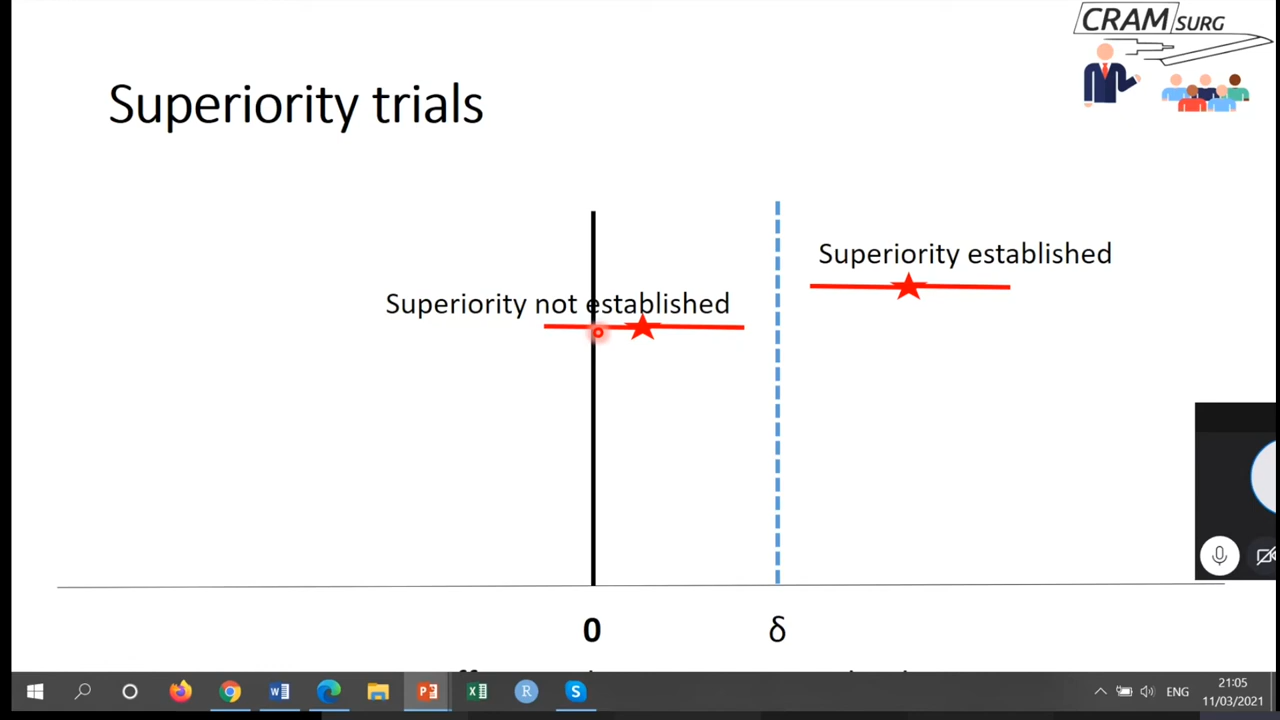 CRAM SURG
Superiority trials
Superiority established
Superiority not established
0
δ
ENG
21:05
11/03/2021